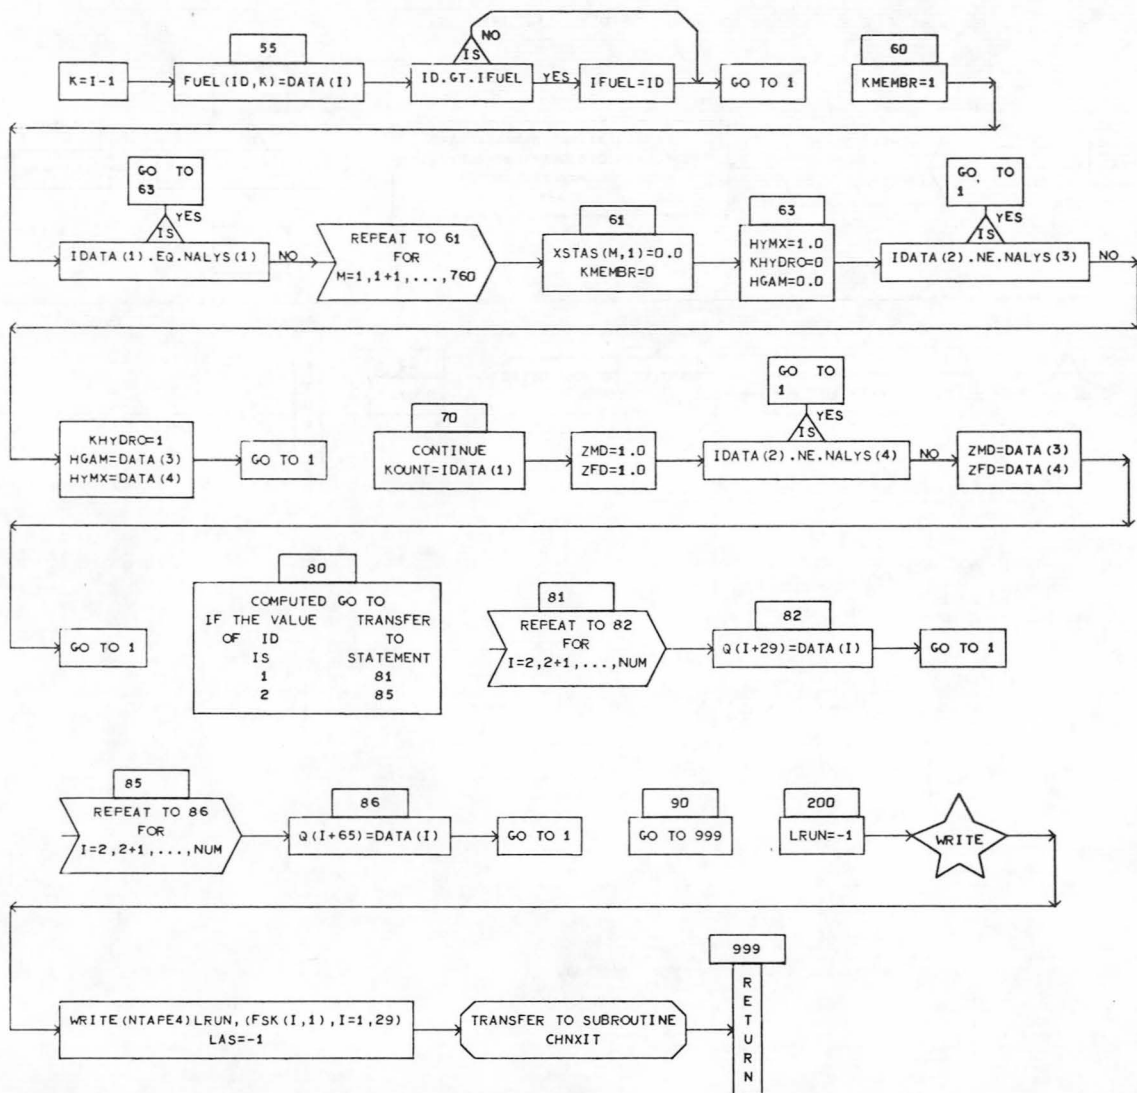 55
K=I-1
FUEL(ID,K)=DATA(I)
NO
IS
ID.GT.IFUEL
YES
IFUEL=ID
GO TO 1
60
KMEMBR=1
GO TO
63
YES
IS
IDATA(1).EQ.NALYS(1)
NO
REPEAT TO 61
FOR
M=1,1+1,...,760
61
XSTAS(M,1)=0.0
KMEMBR=0
63
HYMX=1.0
KHYDRO=0
HGAM=0.0
GO, TO
1
YES
IS
IDATA(2).NE.NALYS(3)
NO
KHYDRO=1
HGAM=DATA(3)
HYMX=DATA(4)
GO TO 1
70
CONTINUE
KOUNT=IDATA(1)
ZMD=1.0
ZFD=1.0
GO TO
1
YES
IS
IDATA(2).NE.NALYS(4)
NO
ZMD=DATA(3)
ZFD=DATA(4)
GO TO 1
80
COMPUTED GO TO
IF THE VALUE TRANSFER
OF ID TO
IS STATEMENT
1 81
2 85
81
REPEAT TO 82
FOR
I=2,2+1,...,NUM
82
Q(I+29)=DATA(I)
GO TO 1
85
REPEAT TO 86
FOR
I=2,2+1,...,NUM
86
Q(I+65)=DATA(I)
GO TO 1
90
GO TO 999
200
LRUN=-1
WRITE
WRITE(NTAPE4)LRUN,(FSK(I,1),I=1,29)
LAS=-1
TRANSFER TO SUBROUTINE
CHNXIT
999
RETURN